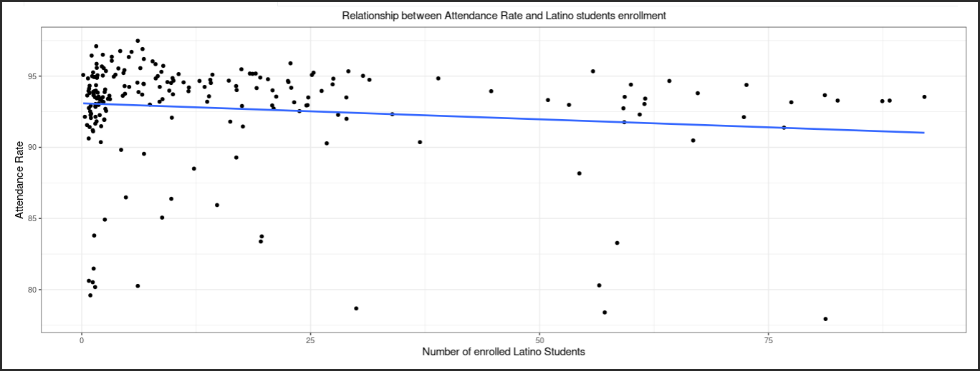 Relationship between Attendance Rate and Latino students enrollment
95
90
85
80
Attendance Rate
0
25
50
75
Number of enrolled Latino Students